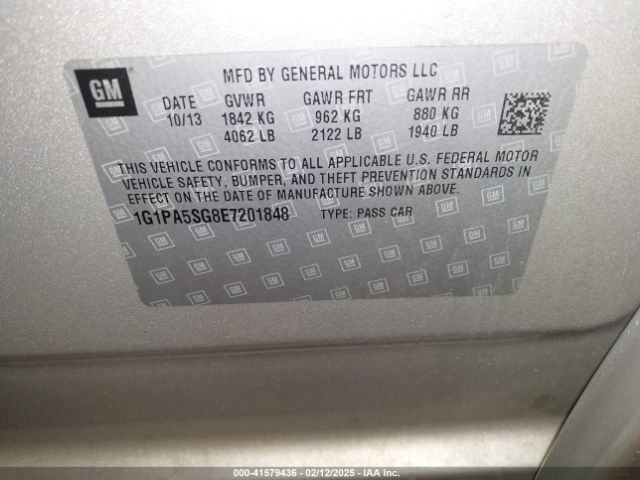 GM
MFD BY GENERAL MOTORS LLC
DATE GVWR GAWR FRT GAWR RR
10/13 1842 KG 962 KG 880 KG
4062 LB 2122 LB 1940 LB
THIS VEHICLE CONFORMS TO ALL APPLICABLE U.S. FEDERAL MOTOR
VEHICLE SAFETY, BUMPER, AND THEFT PREVENTION STANDARDS IN
EFFECT ON THE DATE OF MANUFACTURE SHOWN ABOVE.
1G1PA5SG8E7201848 TYPE: PASS CAR
000-41579436 - 02/12/2025 - IAA Inc.